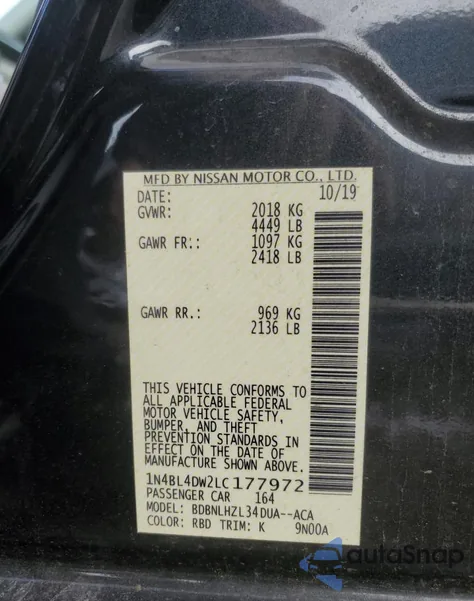 MFD BY NISSAN MOTOR CO., LTD.
DATE: 10/19
GVWR: 2018 KG
4449 LB
GAWR FR.: 1097 KG
2418 LB
GAWR RR.: 969 KG
2136 LB
THIS VEHICLE CONFORMS TO
ALL APPLICABLE FEDERAL
MOTOR VEHICLE SAFETY,
BUMPER, AND THEFT
PREVENTION STANDARDS IN
EFFECT ON THE DATE OF
MANUFACTURE SHOWN ABOVE.
1N4BL4DW2LC177972
PASSENGER CAR 164
MODEL: BDBNLHZL34DUA--ACA
COLOR: RBD TRIM: K 9N00A
autoSnap